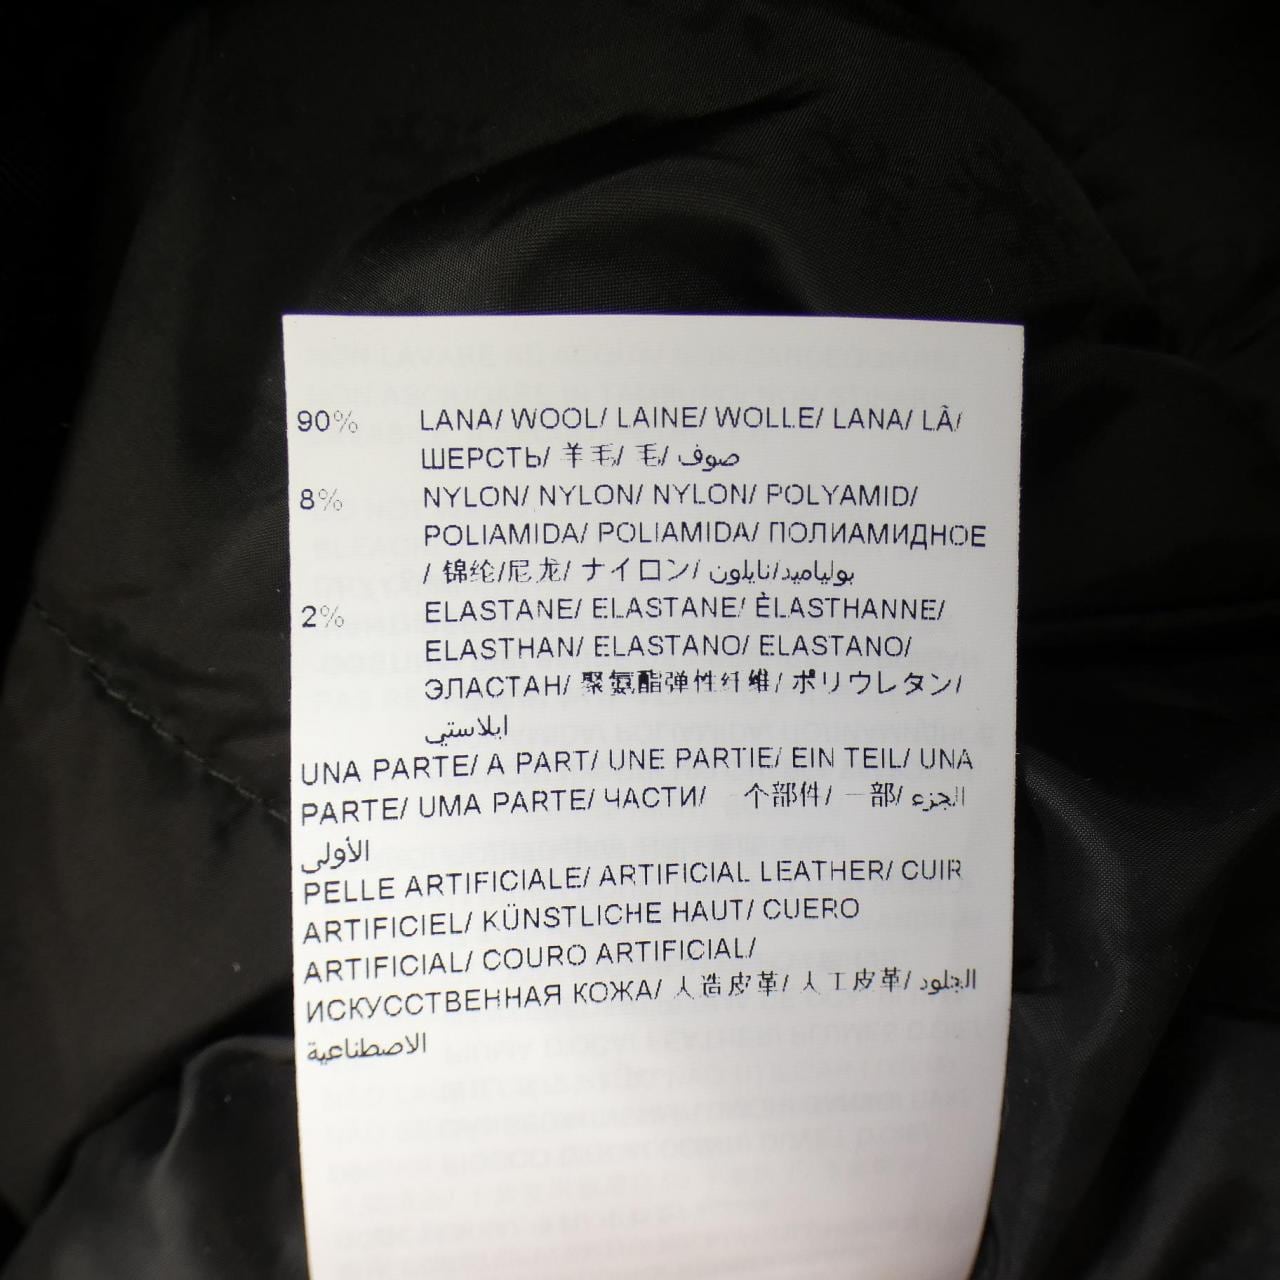 90% LANA/ WOOL/ LAINE/ WOLLE/ LANA/ LÃ/
ШЕРСТЬ/ 羊毛/ 毛/ صوف
8% NYLON/ NYLON/ NYLON/ POLYAMID/
POLIAMIDA/ POLIAMIDA/ ПОЛИАМИДНОЕ
/ 锦纶/尼龙/ ナイロン/ بولياميد/نايلون
2% ELASTANE/ ELASTANE/ ÈLASTHANNE/
ELASTHAN/ ELASTANO/ ELASTANO/
ЭЛАСТАН/ 聚氨酯弹性纤维/ ポリウレタン/
ايلاستي
UNA PARTE/ A PART/ UNE PARTIE/ EIN TEIL/ UNA
PARTE/ UMA PARTE/ ЧАСТИ/ 一个部件/ 一部/ الجزء
الأولى
PELLE ARTIFICIALE/ ARTIFICIAL LEATHER/ CUIR
ARTIFICIEL/ KÜNSTLICHE HAUT/ CUERO
ARTIFICIAL/ COURO ARTIFICIAL/
ИСКУССТВЕННАЯ КОЖА/ 人造皮革/ 人工皮革/ الجلود
الاصطناعية